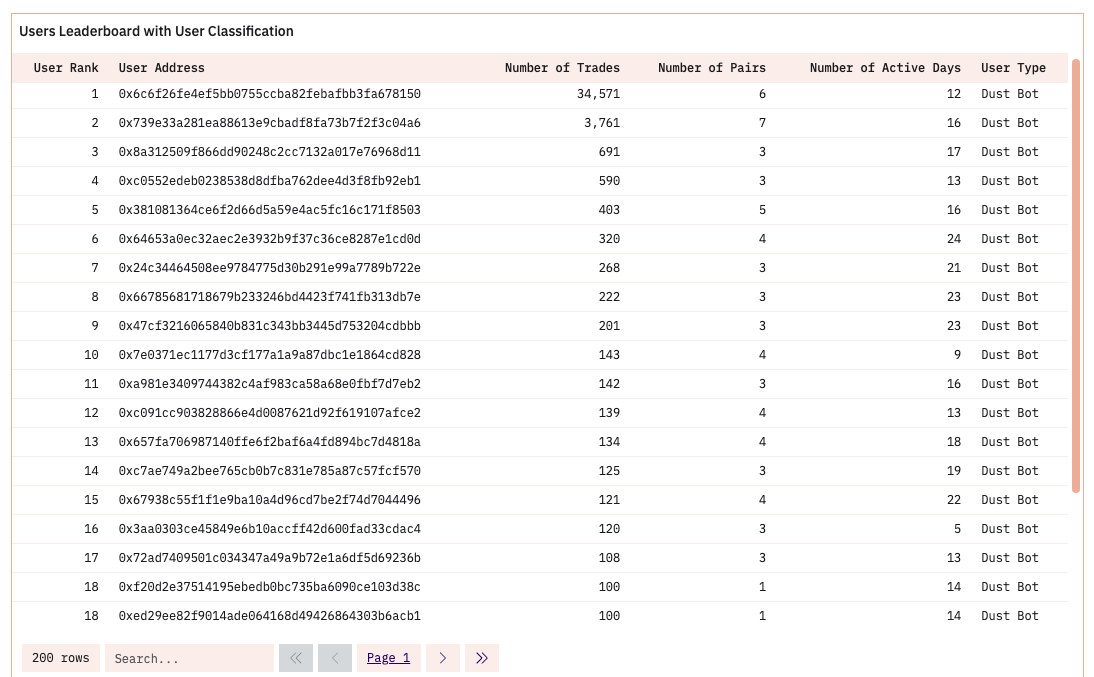 Users Leaderboard with User Classification
User Rank User Address Number of Trades Number of Pairs Number of Active Days User Type
1 0x6c6f26fe4ef5bb0755ccba82febafbb3fa678150 34,571 6 12 Dust Bot
2 0x739e33a281ea88613e9cbadf8fa73b7f2f3c04a6 3,761 7 16 Dust Bot
3 0x8a312509f866dd90248c2cc7132a017e76968d11 691 3 17 Dust Bot
4 0xc0552edeb0238538d8dfba762dee4d3f8fb92eb1 590 3 13 Dust Bot
5 0x381081364ce6f2d66d5a59e4ac5fc16c171f8503 403 5 16 Dust Bot
6 0x64653a0ec32aec2e3932b9f37c36ce8287e1cd0d 320 4 24 Dust Bot
7 0x24c34464508ee9784775d30b291e99a7789b722e 268 3 21 Dust Bot
8 0x66785681718679b233246bd4423f741fb313db7e 222 3 23 Dust Bot
9 0x47cf3216065840b831c343bb3445d753204cdbbb 201 3 23 Dust Bot
10 0x7e0371ec1177d3cf177a1a9a87dbc1e1864cd828 143 4 9 Dust Bot
11 0xa981e3409744382c4af983ca58a68e0fbf7d7eb2 142 3 16 Dust Bot
12 0xc091cc903828866e4d0087621d92f619107afce2 139 4 13 Dust Bot
13 0x657fa706987140ffe6f2baf6a4fd894bc7d4818a 134 4 18 Dust Bot
14 0xc7ae749a2bee765cb0b7c831e785a87c57fcf570 125 3 19 Dust Bot
15 0x67938c55f1f1e9ba10a4d96cd7be2f74d7044496 121 4 22 Dust Bot
16 0x3aa0303ce45849e6b10accff42d600fad33cdac4 120 3 5 Dust Bot
17 0x72ad7409501c034347a49a9b72e1a6df5d69236b 108 3 13 Dust Bot
18 0xf20d2e37514195ebedb0bc735ba6090ce103d38c 100 1 14 Dust Bot
18 0xed29ee82f9014ade064168d49426864303b6acb1 100 1 14 Dust Bot
200 rows Search... Page 1